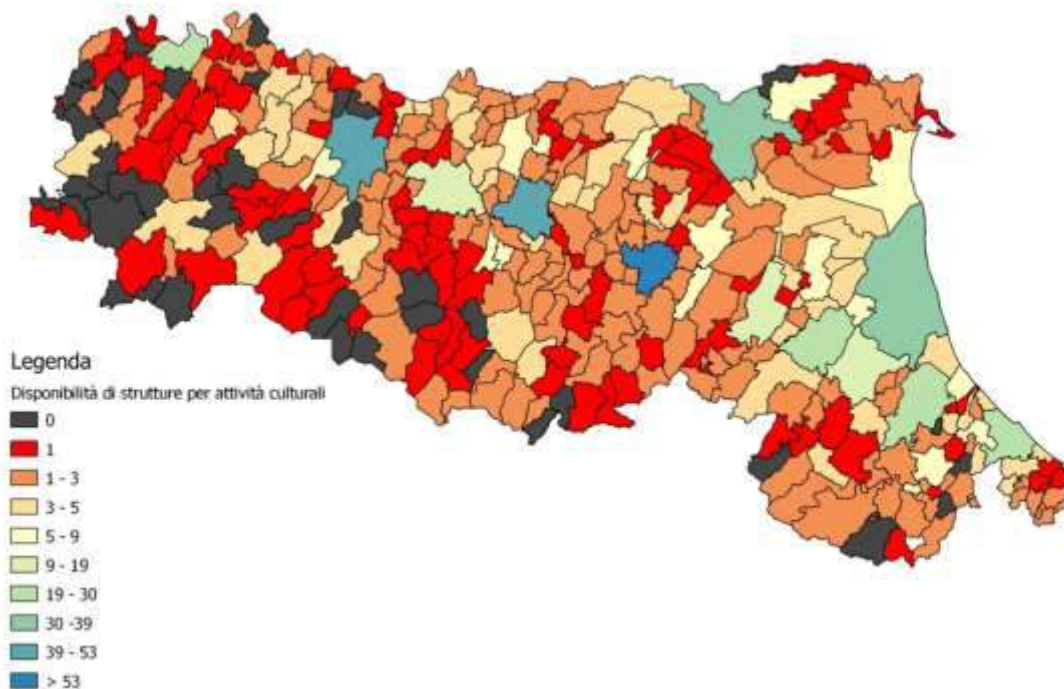 Legenda
Disponibilità di strutture per attività culturali
0
1
1 - 3
3 - 5
5 - 9
9 - 19
19 - 30
30 -39
39 - 53
> 53